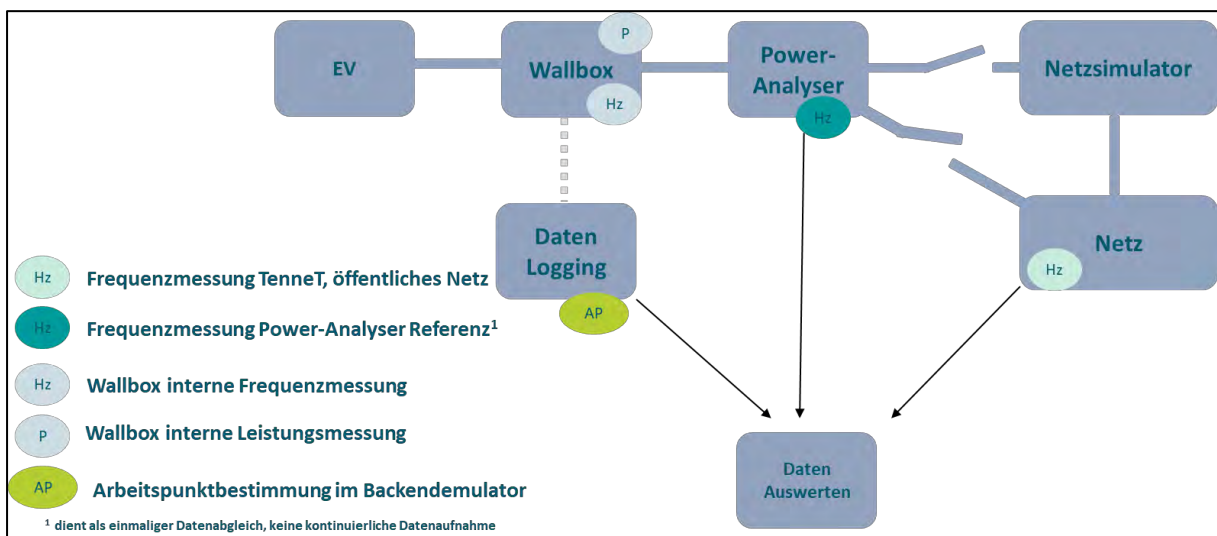 P
EV
Wallbox
Power-
Analyser
Netzsimulator
Hz
Hz
Daten
Logging
Netz
Hz
AP
Hz Frequenzmessung TenneT, öffentliches Netz
Hz Frequenzmessung Power-Analyser Referenz¹
Hz Wallbox interne Frequenzmessung
P Wallbox interne Leistungsmessung
AP Arbeitspunktbestimmung im Backendemulator
¹ dient als einmaliger Datenabgleich, keine kontinuierliche Datenaufnahme
Daten
Auswerten